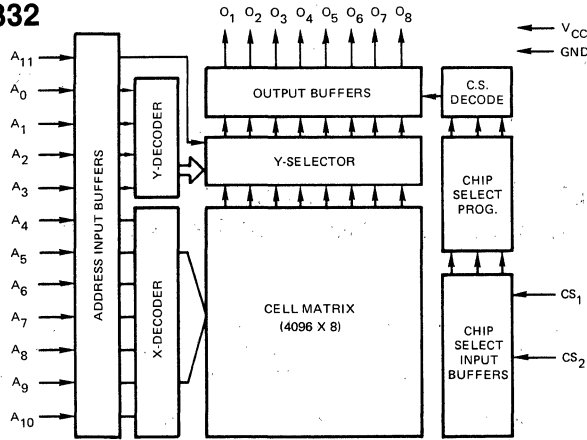 332
O1 O2 O3 O4 O5 O6 O7 O8
VCC
GND
A11
A0
A1
A2
A3
A4
A5
A6
A7
A8
A9
A10
ADDRESS INPUT BUFFERS
Y-DECODER
X-DECODER
OUTPUT BUFFERS
Y-SELECTOR
CELL MATRIX
(4096 X 8)
C.S.
DECODE
CHIP
SELECT
PROG.
CHIP
SELECT
INPUT
BUFFERS
CS1
CS2